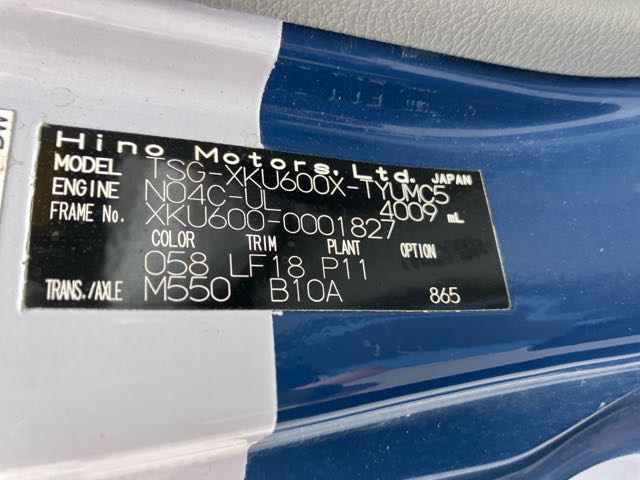 Hino Motors, Ltd. JAPAN
MODEL TSG-XKU600X-TYUMC5
ENGINE N04C-UL 4009 mL
FRAME No. XKU600-0001827
COLOR TRIM PLANT
058 LF18 P11
TRANS./AXLE M550 B10A 865